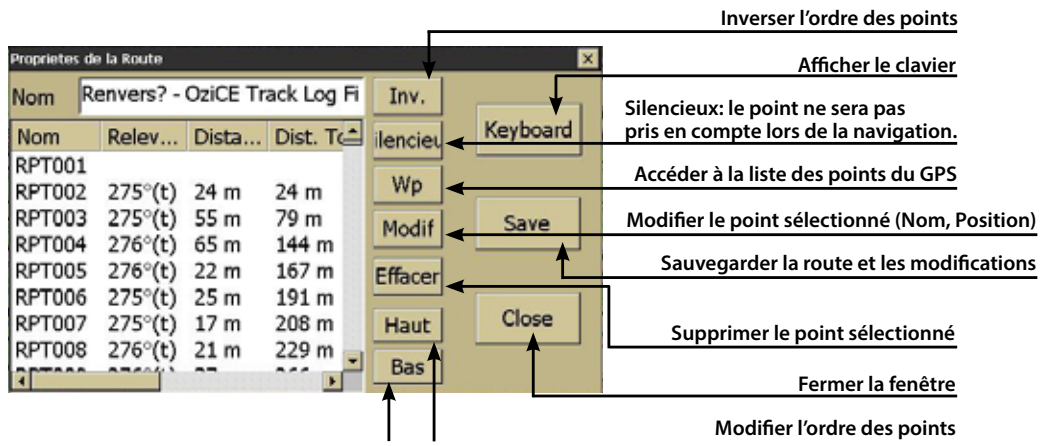 Inverser l'ordre des points
Proprietes de la Route
Afficher le clavier
Nom Renvers? - OziCE Track Log Fi
Inv.
Keyboard
Silencieux: le point ne sera pas
pris en compte lors de la navigation.
Nom Relev... Dista... Dist. To
ilencieu
RPT001
Wp
Accéder à la liste des points du GPS
RPT002 275°(t) 24 m 24 m
RPT003 275°(t) 55 m 79 m
Modif
Save
Modifier le point sélectionné (Nom, Position)
RPT004 276°(t) 65 m 144 m
RPT005 276°(t) 22 m 167 m
Effacer
Sauvegarder la route et les modifications
RPT006 275°(t) 25 m 191 m
RPT007 275°(t) 17 m 208 m
Haut
Close
Supprimer le point sélectionné
RPT008 276°(t) 21 m 229 m
Bas
Fermer la fenêtre
Modifier l'ordre des points